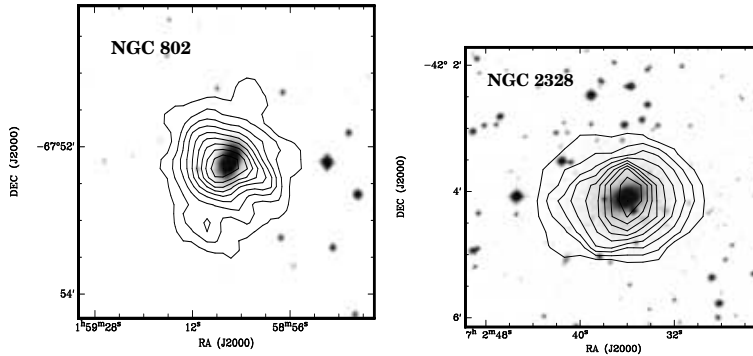 NGC 802
DEC (J2000)
-67°52'
54'
1ʰ59ᵐ28ˢ
12ˢ
58ᵐ56ˢ
RA (J2000)
NGC 2328
DEC (J2000)
-42° 2'
4'
6'
7ʰ 2ᵐ48ˢ
40ˢ
32ˢ
RA (J2000)